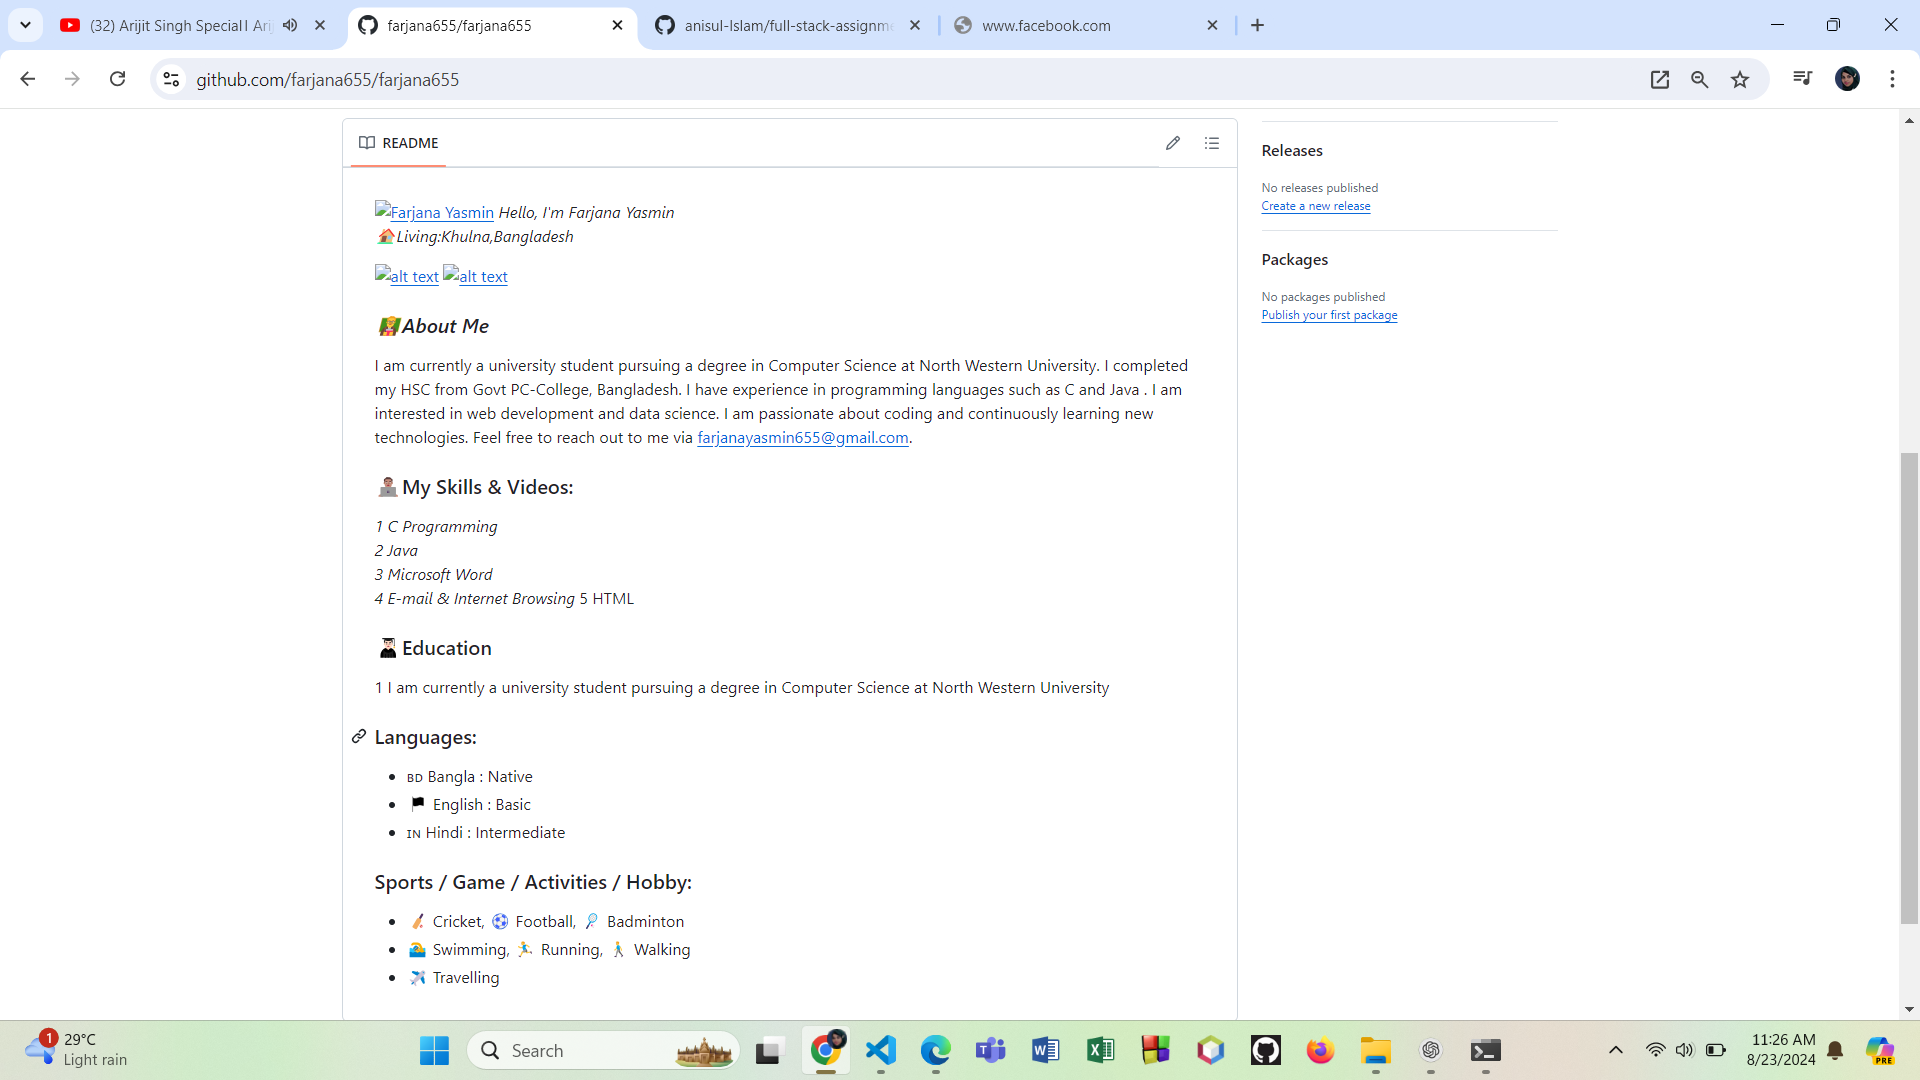 (32) Arijit Singh Special। Ari
farjana655/farjana655
anisul-Islam/full-stack-assignme
www.facebook.com
github.com/farjana655/farjana655
README
Farjana Yasmin Hello, I'm Farjana Yasmin
Living:Khulna,Bangladesh
alt text alt text
About Me
I am currently a university student pursuing a degree in Computer Science at North Western University. I completed
my HSC from Govt PC-College, Bangladesh. I have experience in programming languages such as C and Java . I am
interested in web development and data science. I am passionate about coding and continuously learning new
technologies. Feel free to reach out to me via farjanayasmin655@gmail.com.
My Skills & Videos:
1 C Programming
2 Java
3 Microsoft Word
4 E-mail & Internet Browsing 5 HTML
Education
1 I am currently a university student pursuing a degree in Computer Science at North Western University
Languages:
BD Bangla : Native
English : Basic
IN Hindi : Intermediate
Sports / Game / Activities / Hobby:
Cricket, Football, Badminton
Swimming, Running, Walking
Travelling
Releases
No releases published
Create a new release
Packages
No packages published
Publish your first package
1
29°C
Light rain
Search
11:26 AM
8/23/2024
PRE